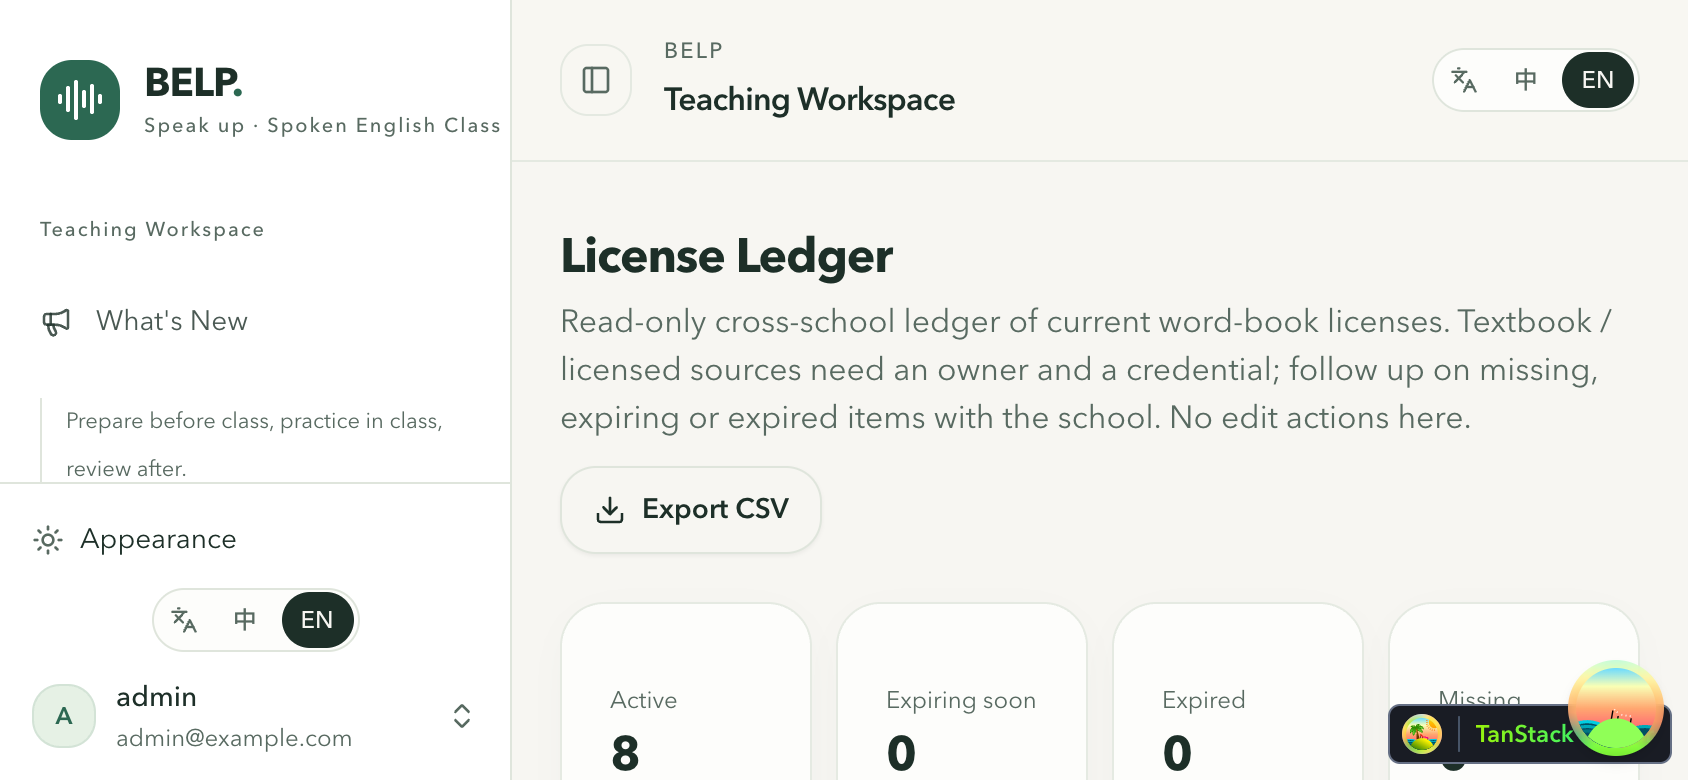 BELP.
Speak up · Spoken English Class
Teaching Workspace
What's New
Prepare before class, practice in class,
review after.
Appearance
中 EN
A
admin
admin@example.com
BELP
Teaching Workspace
中 EN
License Ledger
Read-only cross-school ledger of current word-book licenses. Textbook /
licensed sources need an owner and a credential; follow up on missing,
expiring or expired items with the school. No edit actions here.
Export CSV
Active
8
Expiring soon
0
Expired
0
Missing
TanStack